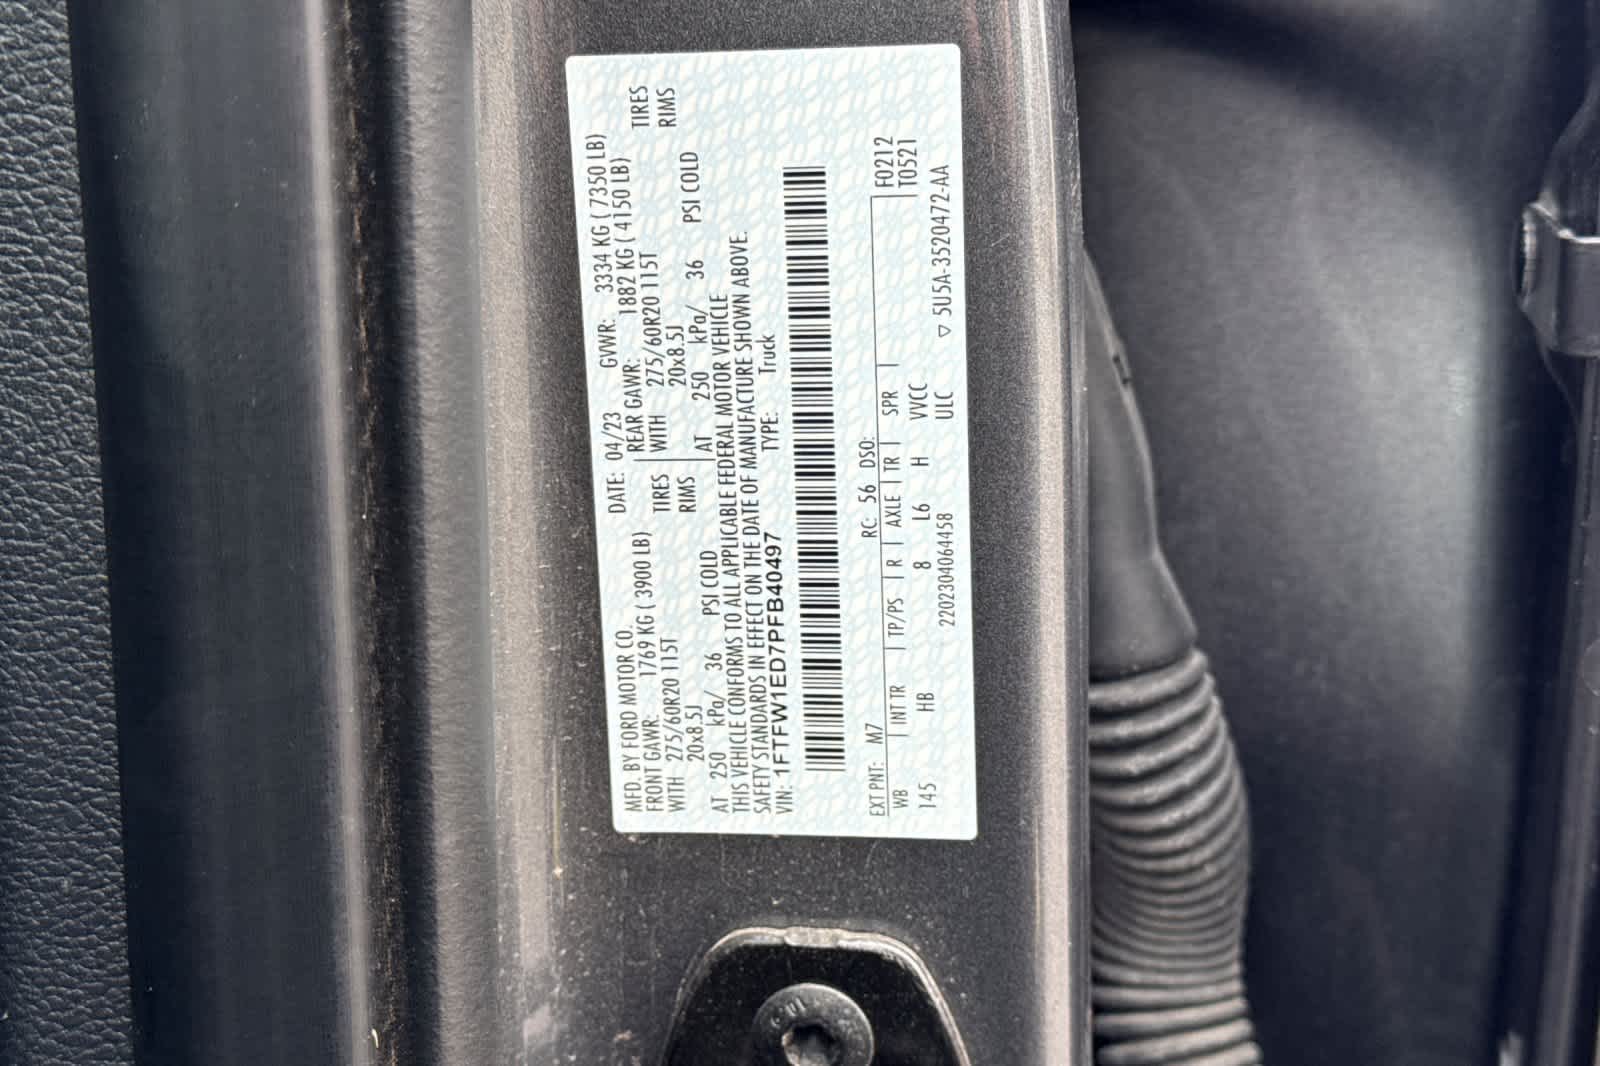 MFD. BY FORD MOTOR CO.
DATE: 04/23 GVWR: 3334 KG ( 7350 LB)
FRONT GAWR: 1769 KG ( 3900 LB)
REAR GAWR: 1882 KG ( 4150 LB)
WITH 275/60R20 115T TIRES
WITH 275/60R20 115T TIRES
20x8.5J RIMS
20x8.5J RIMS
AT 250 kPa/ 36 PSI COLD
AT 250 kPa/ 36 PSI COLD
THIS VEHICLE CONFORMS TO ALL APPLICABLE FEDERAL MOTOR VEHICLE
SAFETY STANDARDS IN EFFECT ON THE DATE OF MANUFACTURE SHOWN ABOVE.
VIN: 1FTFW1ED7PFB40497 TYPE: Truck
F0212
EXT PNT: M7 RC: 56 DSO: T0521
WB INT TR TP/PS R AXLE TR SPR
145 HB 8 L6 H VVCC
2202304064458 ULC ▽ 5U5A-3520472-AA